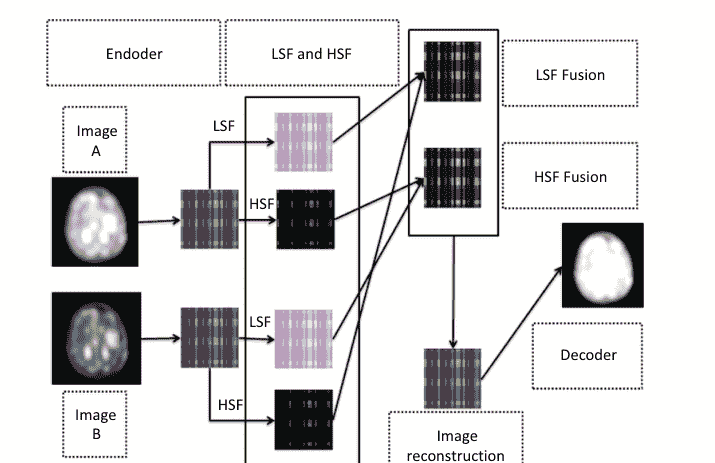 Endoder
LSF and HSF
LSF Fusion
Image
A
LSF
HSF
HSF Fusion
LSF
HSF
Decoder
Image
B
Image
reconstruction